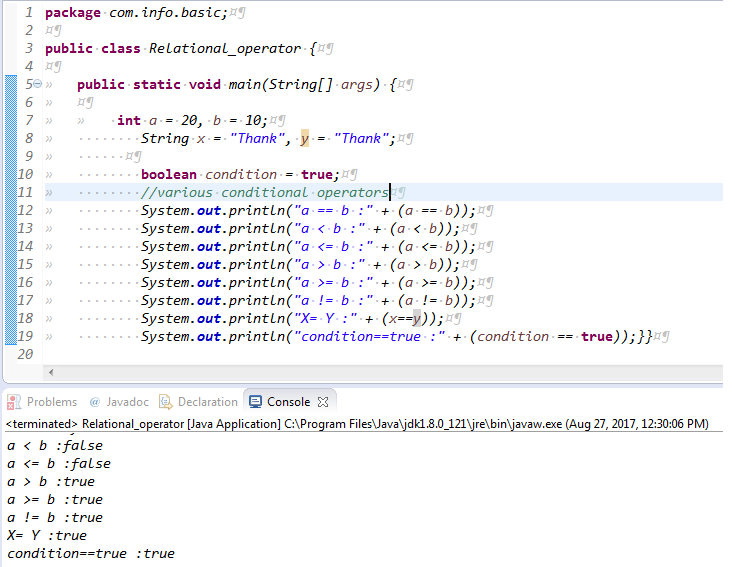 1 package com.info.basic;
2
3 public class Relational_operator {
4
5 public static void main(String[] args) {
6
7 int a = 20, b = 10;
8 String x = "Thank", y = "Thank";
9
10 boolean condition = true;
11 //various conditional operators
12 System.out.println("a == b :" + (a == b));
13 System.out.println("a < b :" + (a < b));
14 System.out.println("a <= b :" + (a <= b));
15 System.out.println("a > b :" + (a > b));
16 System.out.println("a >= b :" + (a >= b));
17 System.out.println("a != b :" + (a != b));
18 System.out.println("X= Y :" + (x==y));
19 System.out.println("condition==true :" + (condition == true));}}
20
Problems @ Javadoc Declaration Console
<terminated> Relational_operator [Java Application] C:\Program Files\Java\jdk1.8.0_121\jre\bin\javaw.exe (Aug 27, 2017, 12:30:06 PM)
a < b :false
a <= b :false
a > b :true
a >= b :true
a != b :true
X= Y :true
condition==true :true